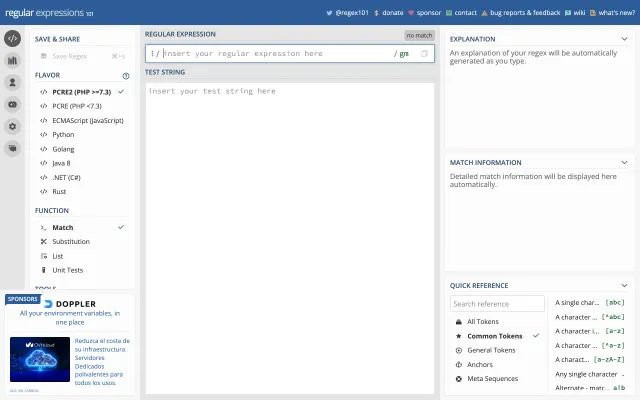 regular expressions 101
@regex101
donate
sponsor
contact
bug reports & feedback
wiki
what's new?
SAVE & SHARE
Save Regex
⌘+s
FLAVOR
PCRE2 (PHP >=7.3)
PCRE (PHP <7.3)
ECMAScript (JavaScript)
Python
Golang
Java 8
.NET (C#)
Rust
FUNCTION
Match
Substitution
List
Unit Tests
SPONSORS
DOPPLER
All your environment variables, in
one place
OVHcloud
Reduzca el coste de
su infraestructura.
Servidores
Dedicados
polivalentes para
todos los usos.
REGULAR EXPRESSION
no match
/ insert your regular expression here
/ gm
TEST STRING
insert your test string here
EXPLANATION
An explanation of your regex will be automatically
generated as you type.
MATCH INFORMATION
Detailed match information will be displayed here
automatically.
QUICK REFERENCE
Search reference
All Tokens
Common Tokens
General Tokens
Anchors
Meta Sequences
A single char... [abc]
A character ... [^abc]
A character i... [a-z]
A character ... [^a-z]
A charact... [a-zA-Z]
Any single character .
Alternate - matc... a|b